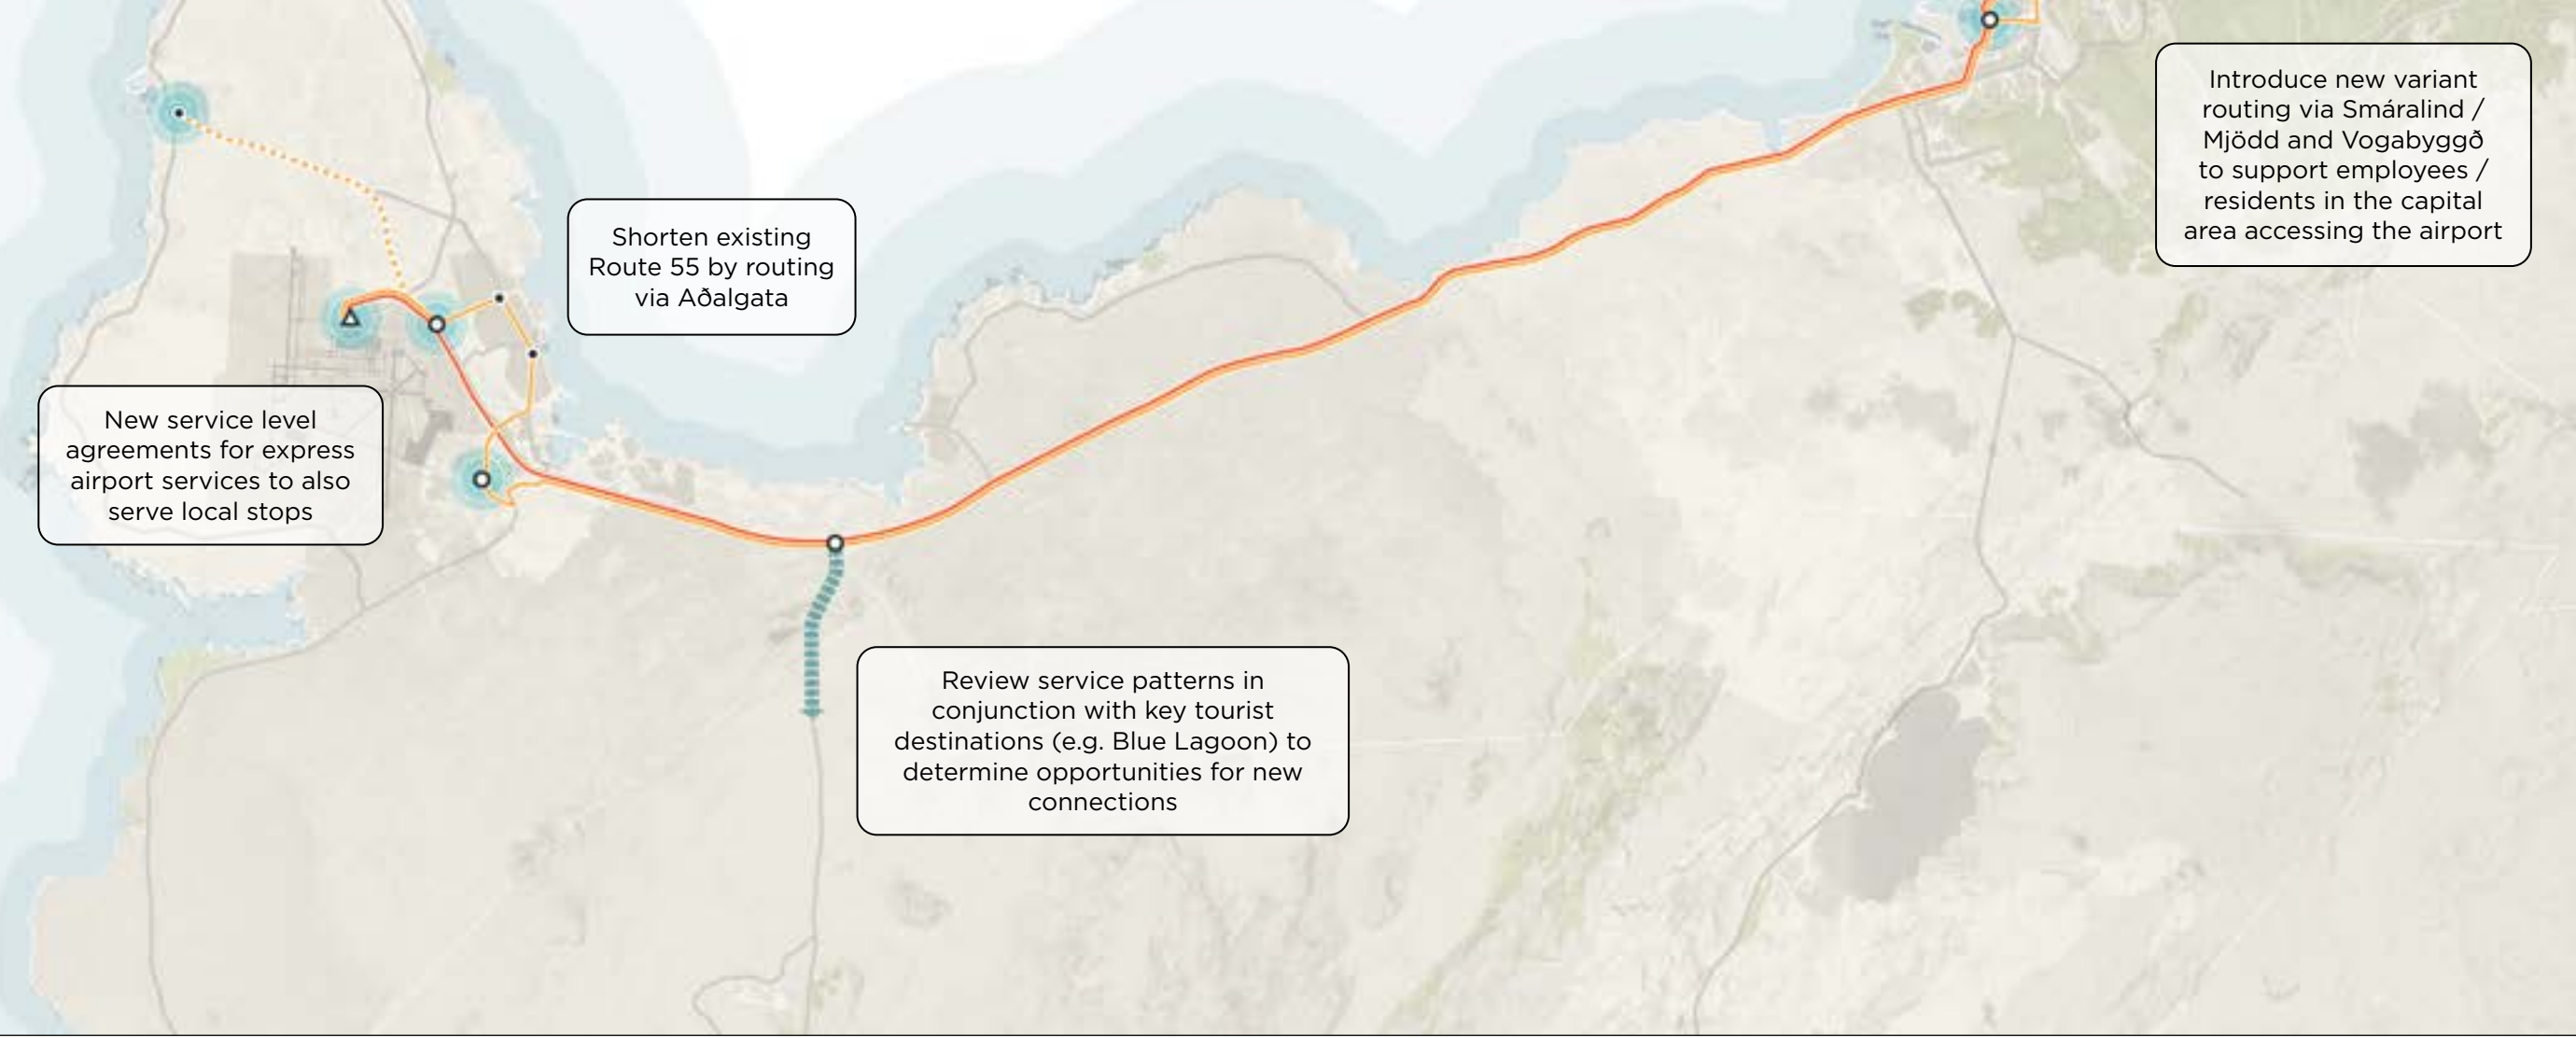 Introduce new variant
routing via Smáralind /
Mjödd and Vogabyggð
to support employees /
residents in the capital
area accessing the airport
Shorten existing
Route 55 by routing
via Aðalgata
New service level
agreements for express
airport services to also
serve local stops
Review service patterns in
conjunction with key tourist
destinations (e.g. Blue Lagoon) to
determine opportunities for new
connections